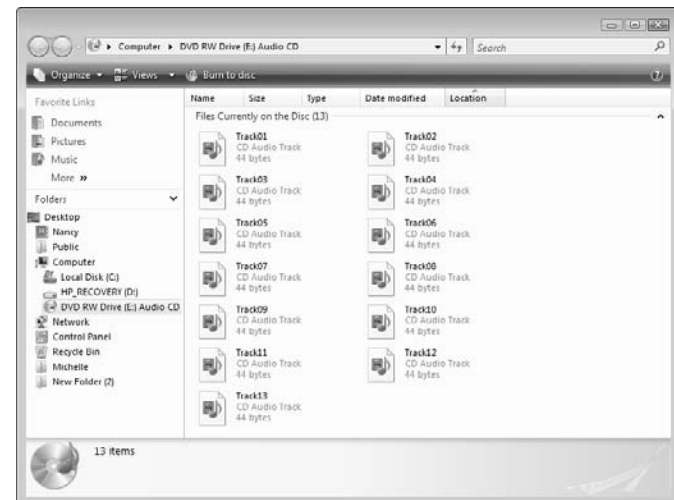 Computer DVD RW Drive (E:) Audio CD Search
Organize Views Burn to disc
Favorite Links
Documents
Pictures
Music
More »
Folders
Desktop
Nancy
Public
Computer
Local Disk (C:)
HP_RECOVERY (D:)
DVD RW Drive (E:) Audio CD
Network
Control Panel
Recycle Bin
Michelle
New Folder (2)
Name Size Type Date modified Location
Files Currently on the Disc (13)
Track01
CD Audio Track
44 bytes
Track02
CD Audio Track
44 bytes
Track03
CD Audio Track
44 bytes
Track04
CD Audio Track
44 bytes
Track05
CD Audio Track
44 bytes
Track06
CD Audio Track
44 bytes
Track07
CD Audio Track
44 bytes
Track08
CD Audio Track
44 bytes
Track09
CD Audio Track
44 bytes
Track10
CD Audio Track
44 bytes
Track11
CD Audio Track
44 bytes
Track12
CD Audio Track
44 bytes
Track13
CD Audio Track
44 bytes
13 items